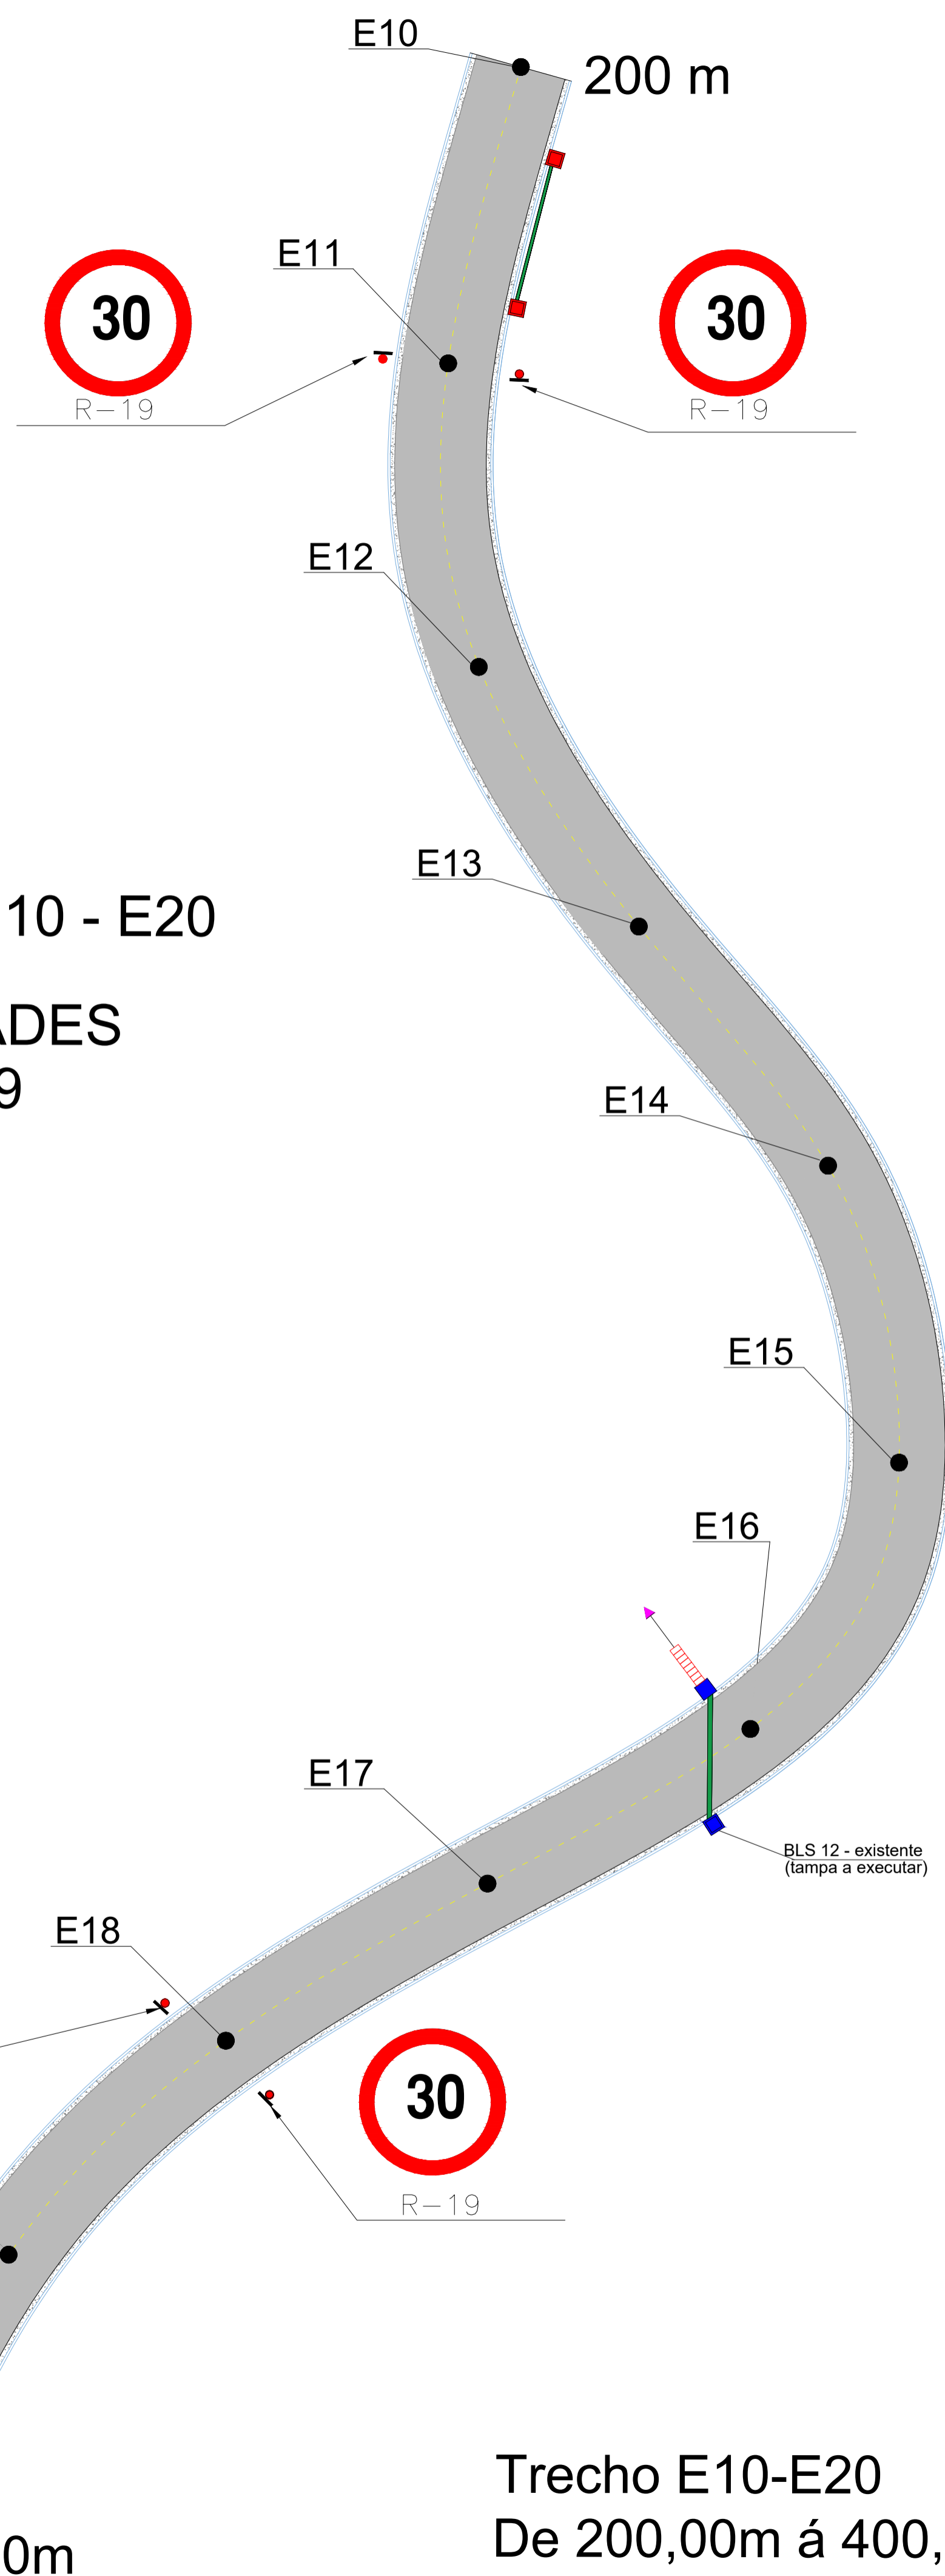 E10
200 m
E11
30
30
R-19
R-19
E12
E13
10 - E20
ADES
9
E14
E15
E16
E17
BLS 12 - existente
(tampa a executar)
E18
30
R-19
Trecho E10-E20
De 200,00m á 400,
0m